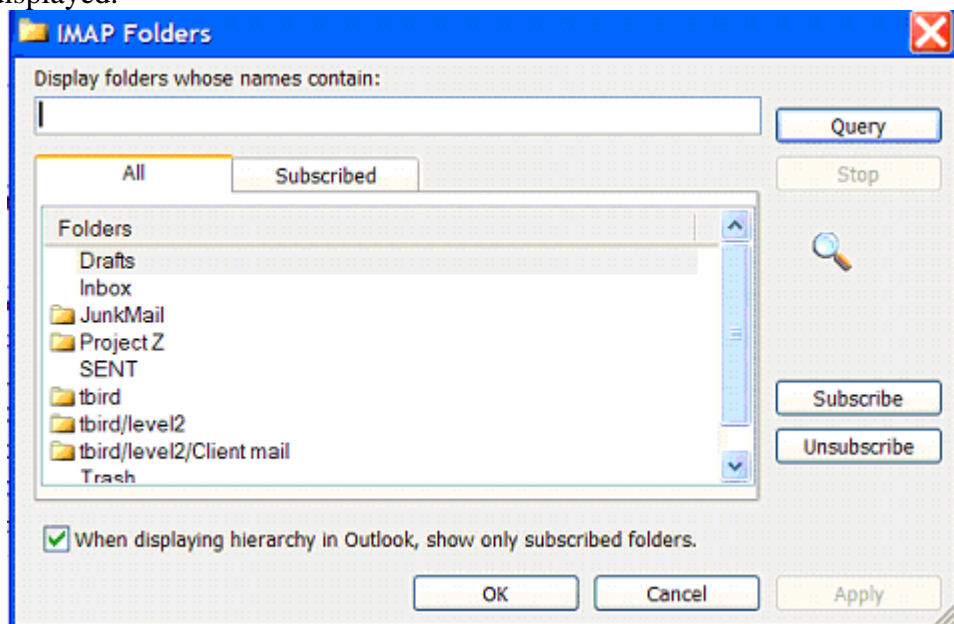 displayed.
IMAP Folders
Display folders whose names contain:
Query
All Subscribed
Stop
Folders
Drafts
Inbox
JunkMail
Project Z
SENT
tbird
tbird/level2
tbird/level2/Client mail
Trash
Subscribe
Unsubscribe
When displaying hierarchy in Outlook, show only subscribed folders.
OK Cancel Apply